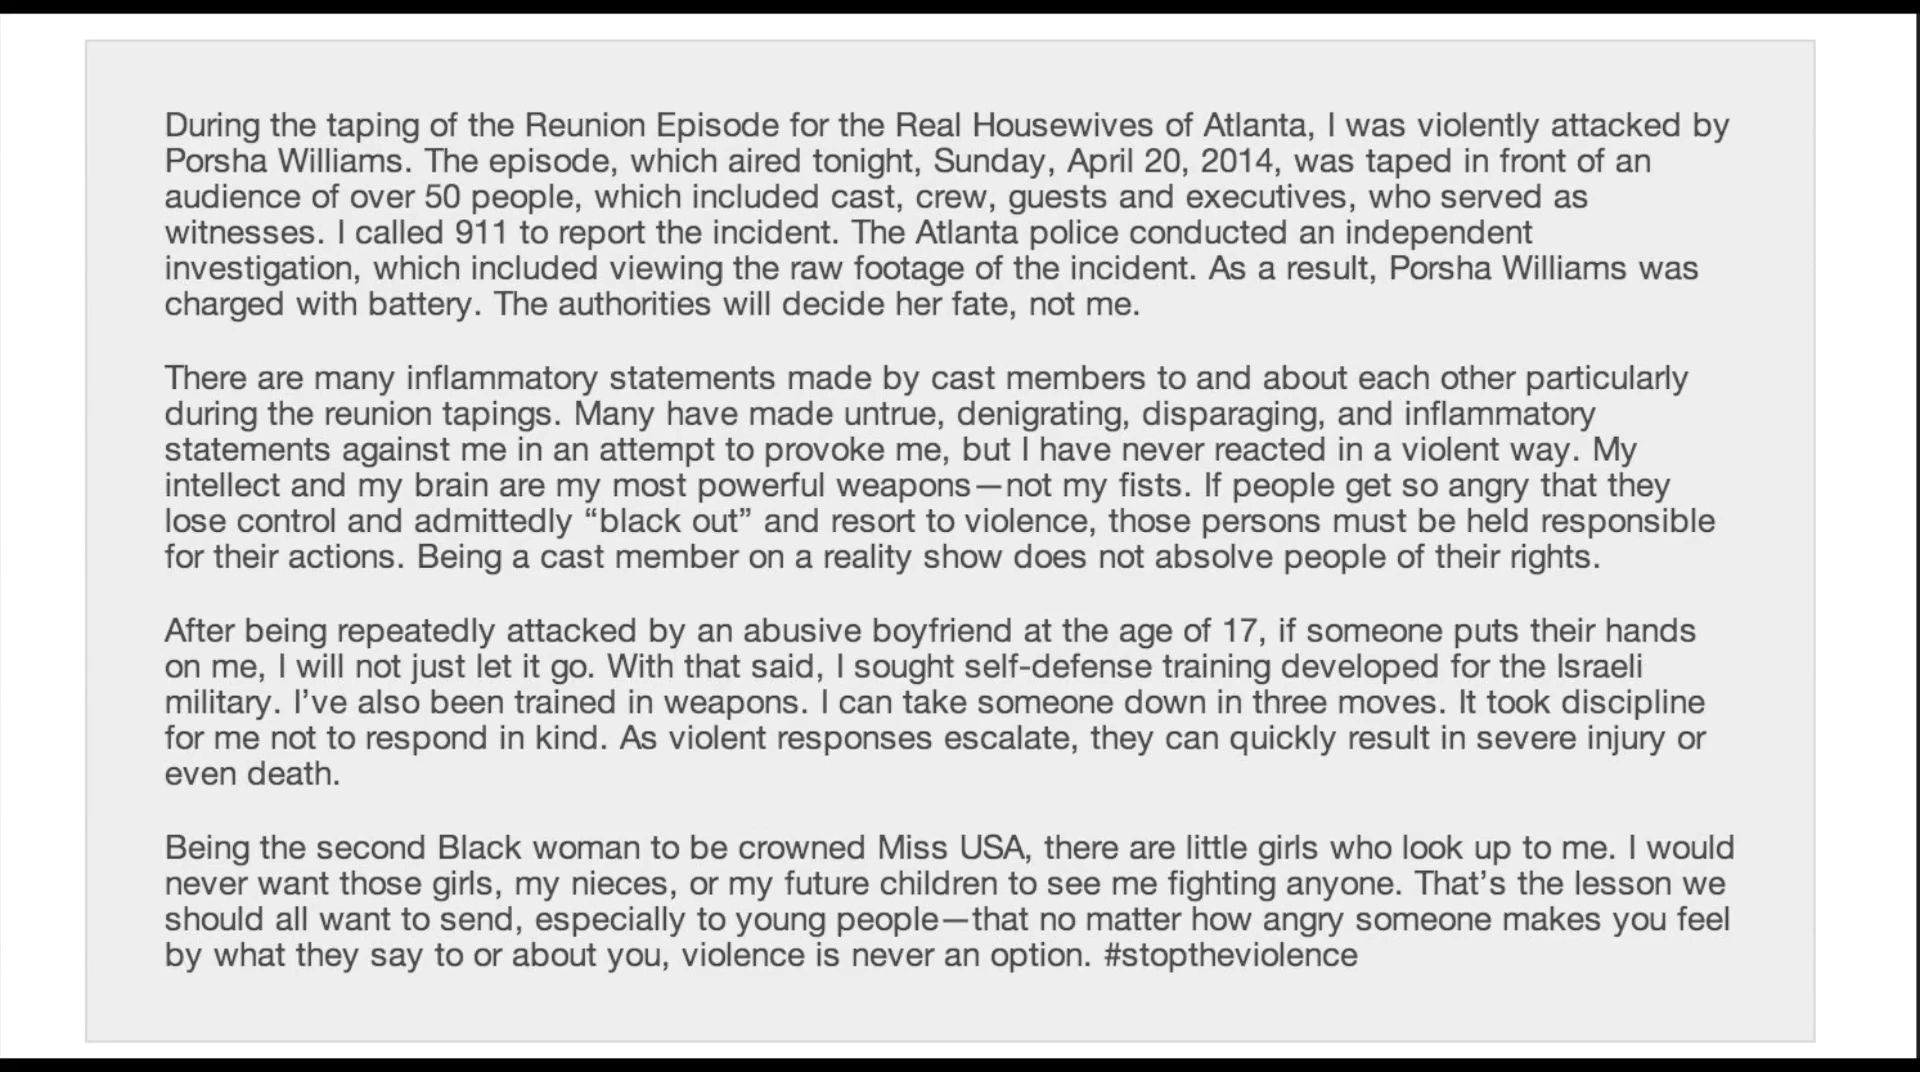 During the taping of the Reunion Episode for the Real Housewives of Atlanta, I was violently attacked by
Porsha Williams. The episode, which aired tonight, Sunday, April 20, 2014, was taped in front of an
audience of over 50 people, which included cast, crew, guests and executives, who served as
witnesses. I called 911 to report the incident. The Atlanta police conducted an independent
investigation, which included viewing the raw footage of the incident. As a result, Porsha Williams was
charged with battery. The authorities will decide her fate, not me.
There are many inflammatory statements made by cast members to and about each other particularly
during the reunion tapings. Many have made untrue, denigrating, disparaging, and inflammatory
statements against me in an attempt to provoke me, but I have never reacted in a violent way. My
intellect and my brain are my most powerful weapons—not my fists. If people get so angry that they
lose control and admittedly “black out” and resort to violence, those persons must be held responsible
for their actions. Being a cast member on a reality show does not absolve people of their rights.
After being repeatedly attacked by an abusive boyfriend at the age of 17, if someone puts their hands
on me, I will not just let it go. With that said, I sought self-defense training developed for the Israeli
military. I’ve also been trained in weapons. I can take someone down in three moves. It took discipline
for me not to respond in kind. As violent responses escalate, they can quickly result in severe injury or
even death.
Being the second Black woman to be crowned Miss USA, there are little girls who look up to me. I would
never want those girls, my nieces, or my future children to see me fighting anyone. That’s the lesson we
should all want to send, especially to young people—that no matter how angry someone makes you feel
by what they say to or about you, violence is never an option. #stoptheviolence